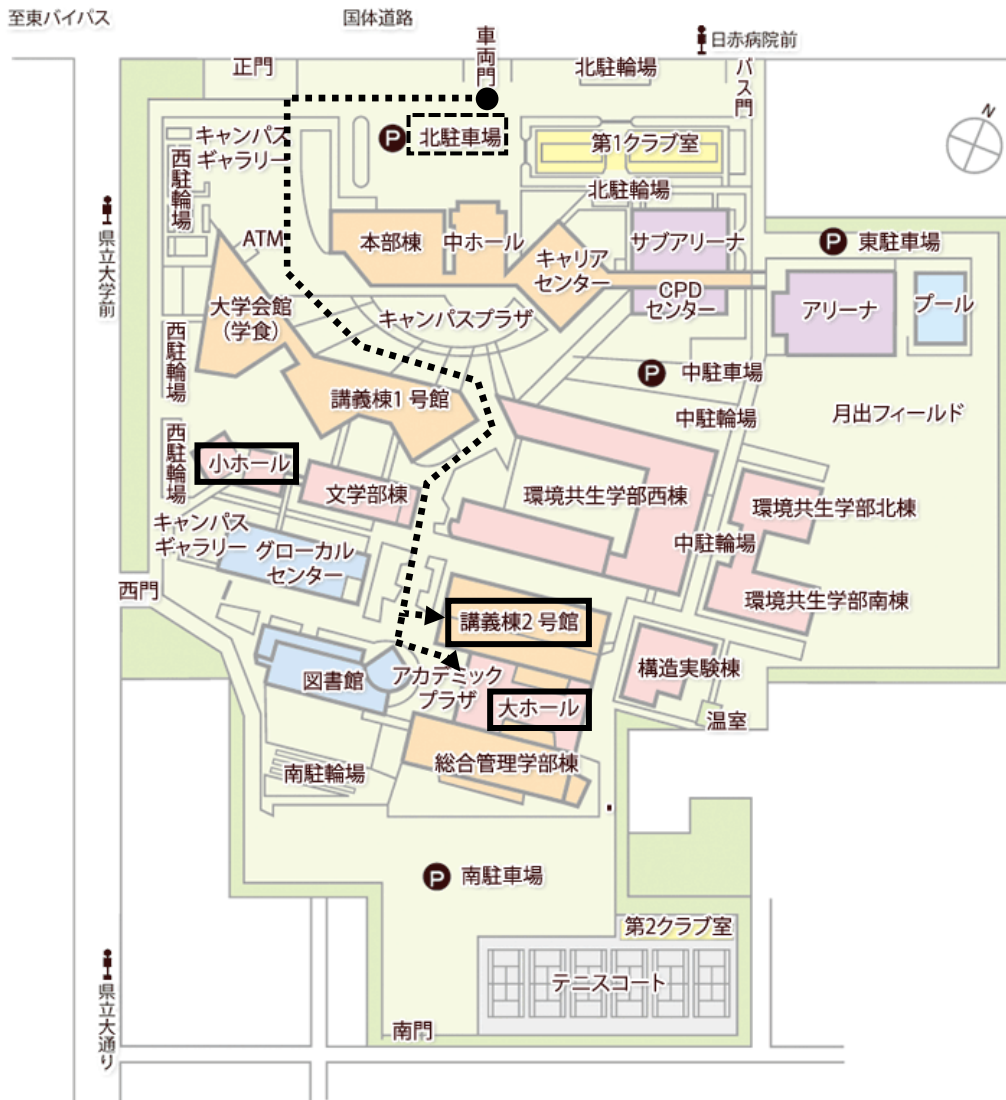 至東バイパス
国体道路
車両門
日赤病院前
正門
北駐輪場
バス門
N
キャンパス
ギャラリー
P 北駐車場
第1クラブ室
西駐輪場
北駐輪場
県立大学前
ATM
本部棟
中ホール
サブアリーナ
P 東駐車場
キャリア
センター
大学会館
(学食)
キャンパスプラザ
CPD
センター
アリーナ
プール
西駐輪場
P 中駐車場
講義棟1 号館
中駐輪場
月出フィールド
西駐輪場
小ホール
文学部棟
環境共生学部西棟
環境共生学部北棟
キャンパス
ギャラリー
グローカル
センター
中駐輪場
西門
環境共生学部南棟
講義棟2 号館
図書館
アカデミック
プラザ
構造実験棟
大ホール
温室
南駐輪場
総合管理学部棟
P 南駐車場
第2クラブ室
テニスコート
県立大通り
南門